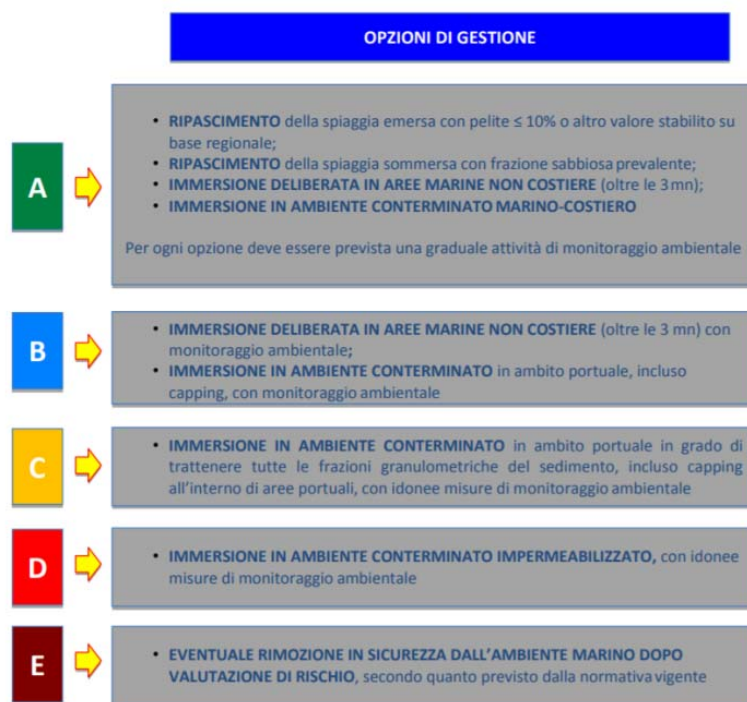 OPZIONI DI GESTIONE
A
• RIPASCIMENTO della spiaggia emersa con pelite ≤ 10% o altro valore stabilito su
base regionale;
• RIPASCIMENTO della spiaggia sommersa con frazione sabbiosa prevalente;
• IMMERSIONE DELIBERATA IN AREE MARINE NON COSTIERE (oltre le 3 mn);
• IMMERSIONE IN AMBIENTE CONTERMINATO MARINO-COSTIERO
Per ogni opzione deve essere prevista una graduale attività di monitoraggio ambientale
B
• IMMERSIONE DELIBERATA IN AREE MARINE NON COSTIERE (oltre le 3 mn) con
monitoraggio ambientale;
• IMMERSIONE IN AMBIENTE CONTERMINATO in ambito portuale, incluso
capping, con monitoraggio ambientale
C
• IMMERSIONE IN AMBIENTE CONTERMINATO in ambito portuale in grado di
trattenere tutte le frazioni granulometriche del sedimento, incluso capping
all'interno di aree portuali, con idonee misure di monitoraggio ambientale
D
• IMMERSIONE IN AMBIENTE CONTERMINATO IMPERMEABILIZZATO, con idonee
misure di monitoraggio ambientale
E
• EVENTUALE RIMOZIONE IN SICUREZZA DALL'AMBIENTE MARINO DOPO
VALUTAZIONE DI RISCHIO, secondo quanto previsto dalla normativa vigente